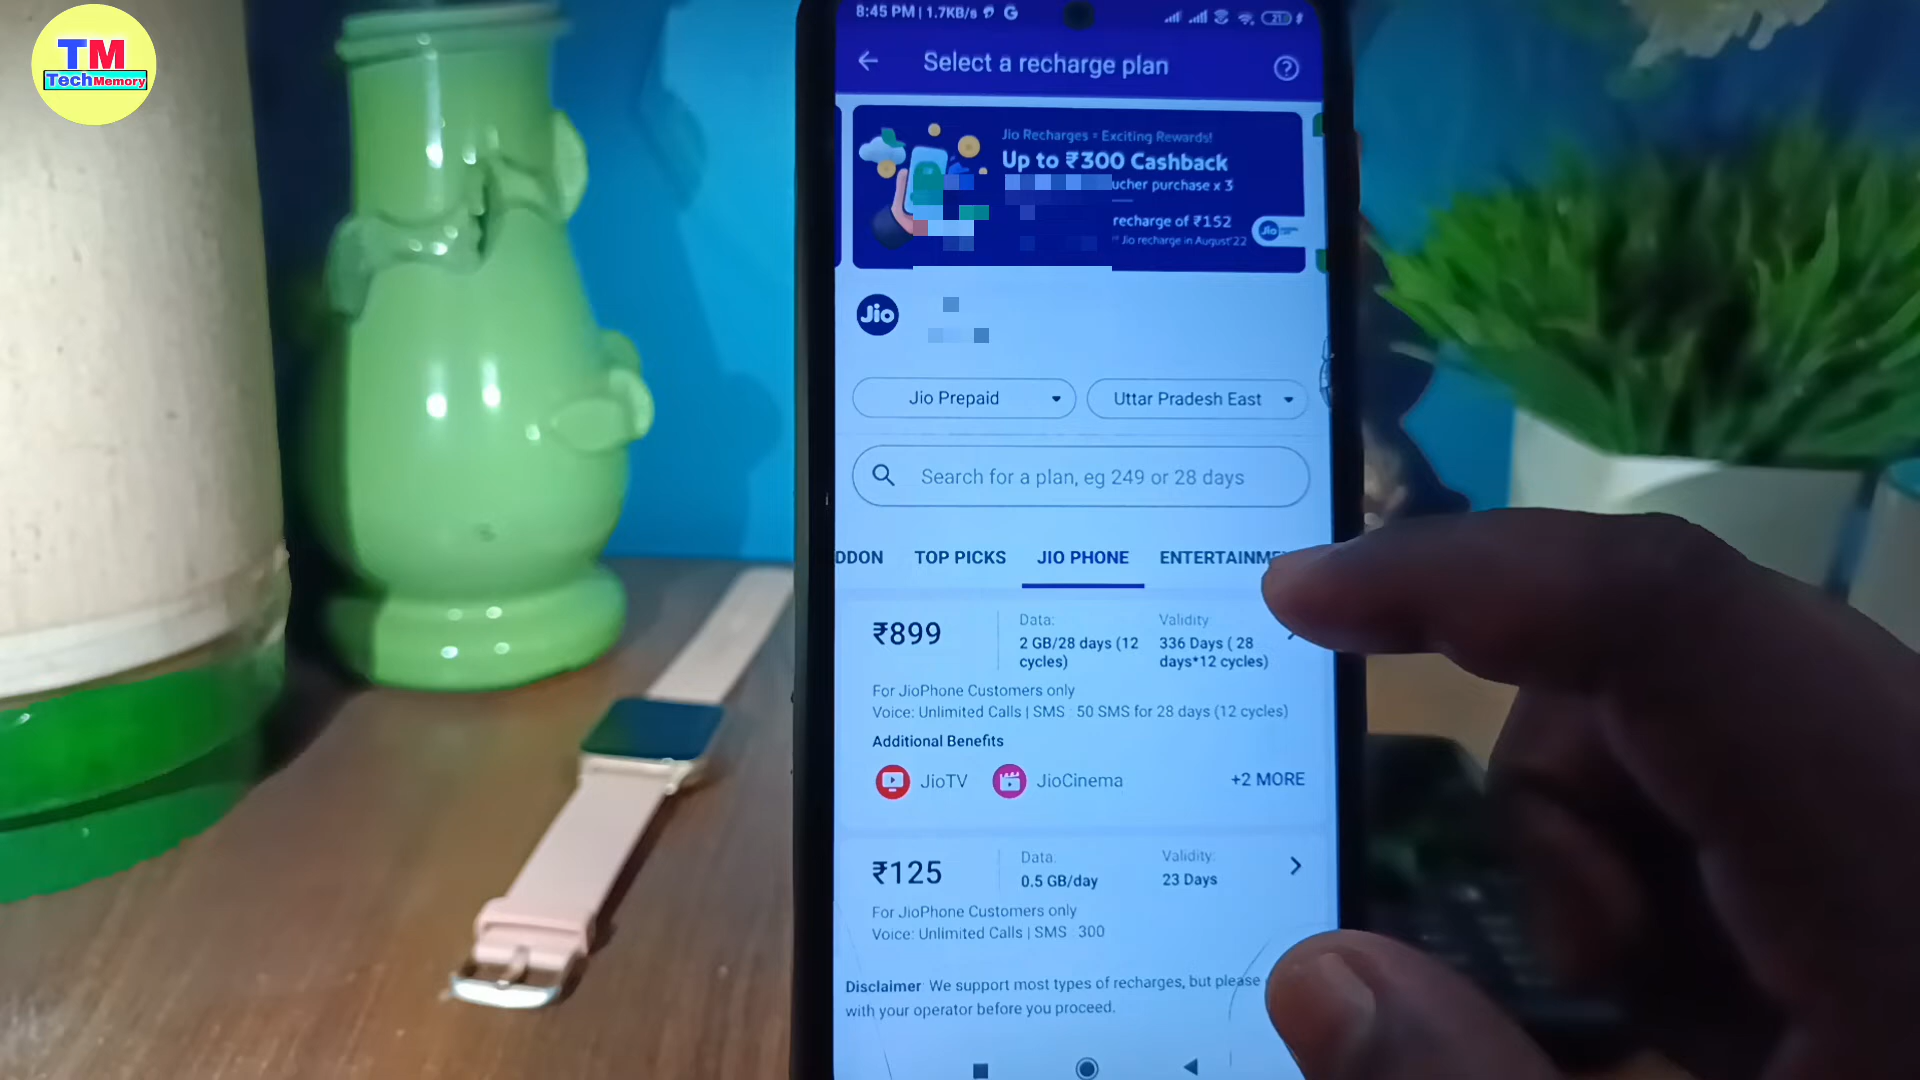 TM
TechMemory
8:45 PM | 1.7KB/s
21
Select a recharge plan
Jio Recharges = Exciting Rewards!
Up to ₹300 Cashback
ucher purchase x 3
recharge of ₹152
Jio recharge in August'22
Jio
Jio
Jio Prepaid
Uttar Pradesh East
Search for a plan, eg 249 or 28 days
DDON TOP PICKS JIO PHONE ENTERTAINME
₹899
Data:
2 GB/28 days (12
cycles)
Validity
336 Days ( 28
days*12 cycles)
For JioPhone Customers only
Voice: Unlimited Calls | SMS : 50 SMS for 28 days (12 cycles)
Additional Benefits
JioTV
JioCinema
+2 MORE
₹125
Data:
0.5 GB/day
Validity:
23 Days
For JioPhone Customers only
Voice: Unlimited Calls | SMS : 300
Disclaimer We support most types of recharges, but please
with your operator before you proceed.